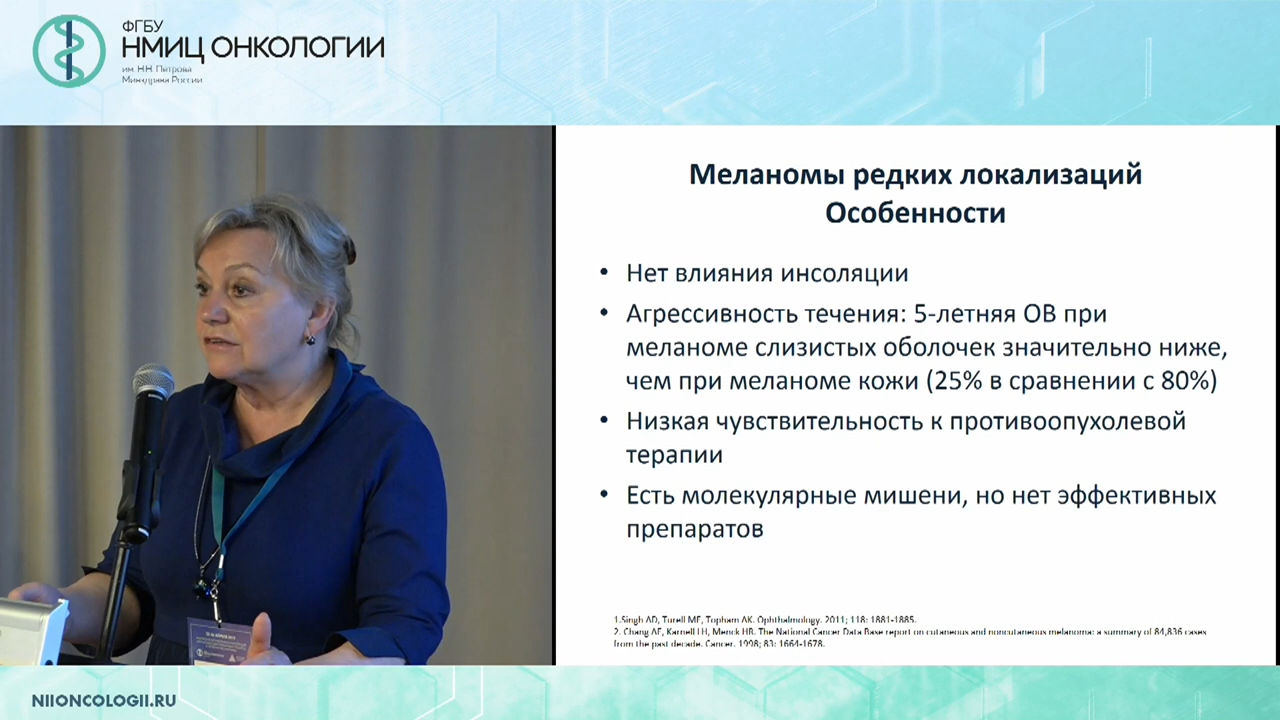 ФГБУ
НМИЦ ОНКОЛОГИИ
им. Н.Н. Петрова
Минздрава России
Меланомы редких локализаций
Особенности
• Нет влияния инсоляции
• Агрессивность течения: 5-летняя ОВ при
меланоме слизистых оболочек значительно ниже,
чем при меланоме кожи (25% в сравнении с 80%)
• Низкая чувствительность к противоопухолевой
терапии
• Есть молекулярные мишени, но нет эффективных
препаратов
1.Singh AD, Turell ME, Topham AK. Ophthalmology. 2011; 118: 1881-1885.
2. Chang AE, Karnell LH, Menck HR. The National Cancer Data Base report on cutaneous and noncutaneous melanoma: a summary of 84,836 cases
from the past decade. Cancer. 1998; 83: 1664-1678.
NIIONCOLOGII.RU